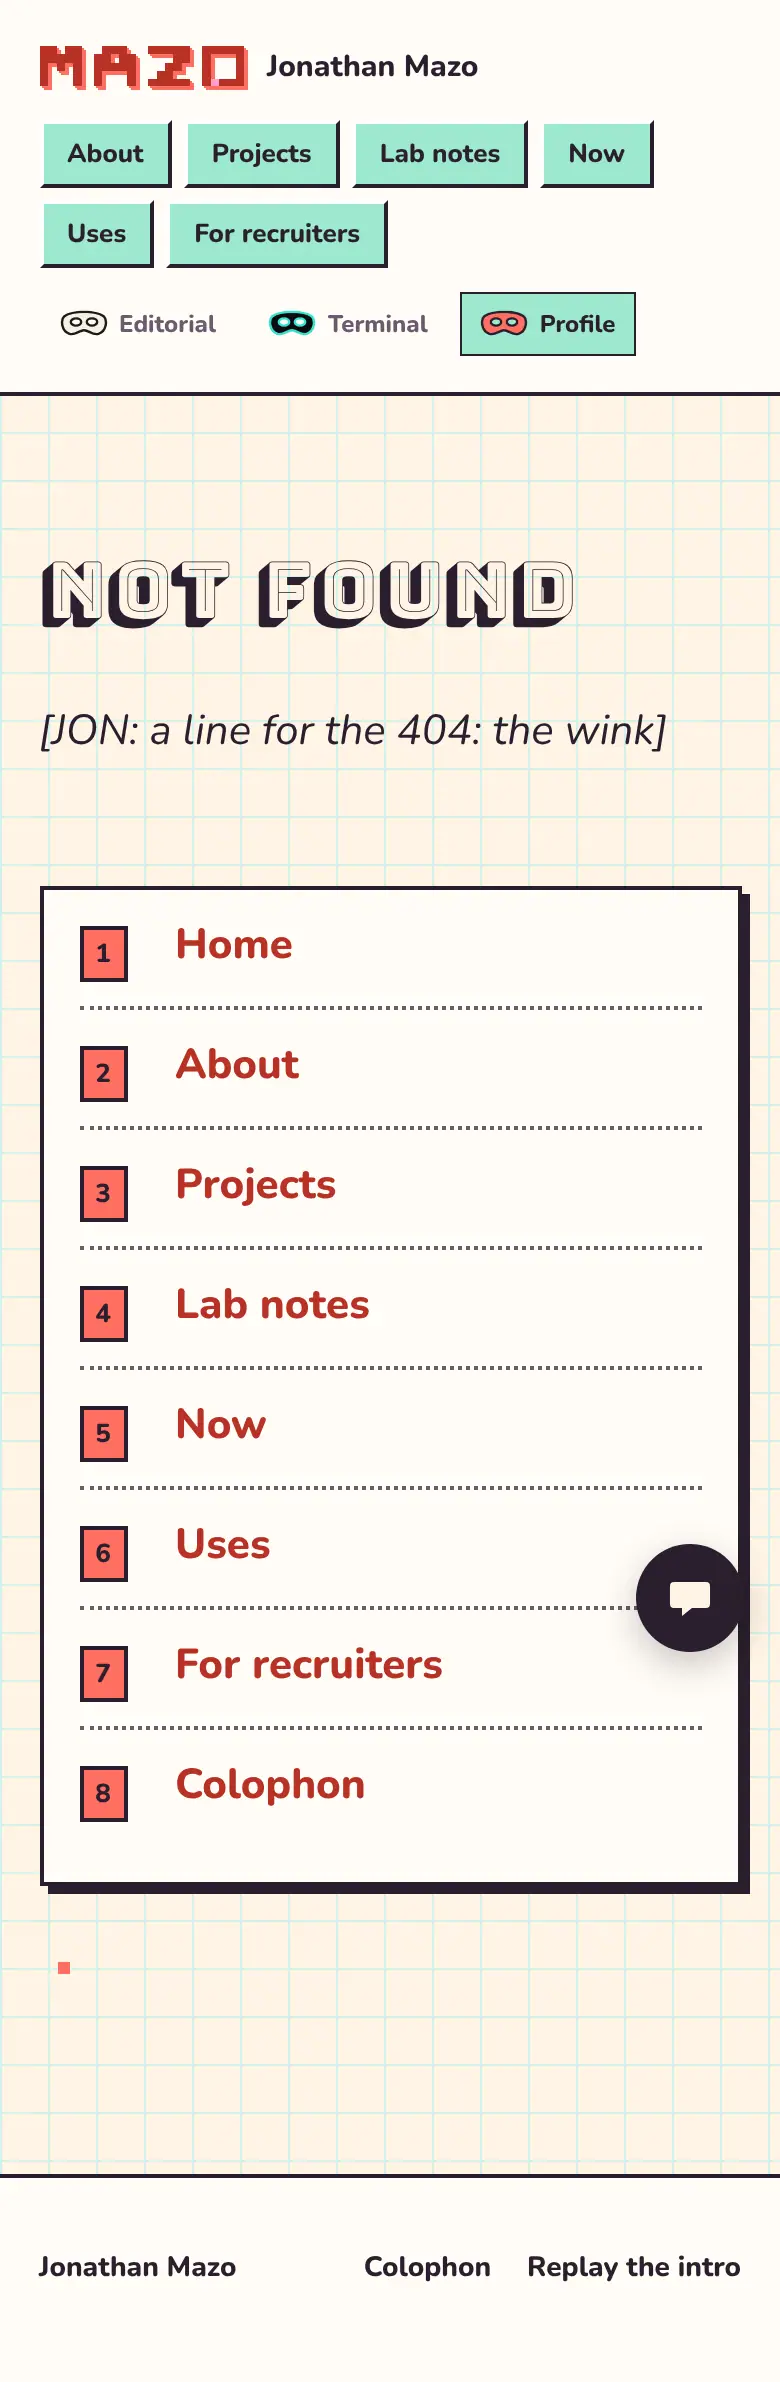 MAZO Jonathan Mazo
About Projects Lab notes Now
Uses For recruiters
Editorial Terminal Profile
NOT FOUND
[JON: a line for the 404: the wink]
1 Home
2 About
3 Projects
4 Lab notes
5 Now
6 Uses
7 For recruiters
8 Colophon
Jonathan Mazo Colophon Replay the intro